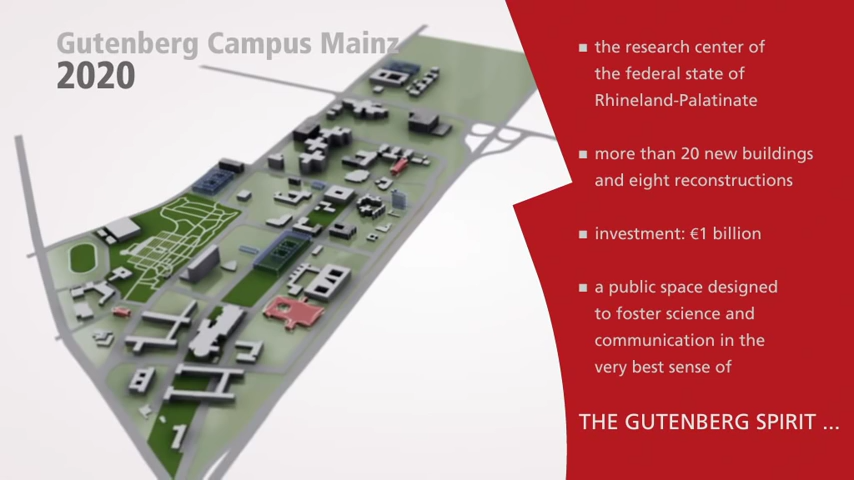 Gutenberg Campus Mainz
2020
the research center of
the federal state of
Rhineland-Palatinate
more than 20 new buildings
and eight reconstructions
investment: €1 billion
a public space designed
to foster science and
communication in the
very best sense of
THE GUTENBERG SPIRIT ...